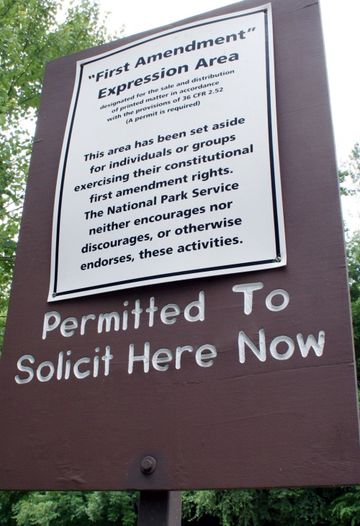 "First Amendment"
Expression Area
designated for the sale and distribution
of printed matter in accordance
with the provisions of 36 CFR 2.52
(A permit is required)
This area has been set aside
for individuals or groups
exercising their constitutional
first amendment rights.
The National Park Service
neither encourages nor
discourages, or otherwise
endorses, these activities.
Permitted To
Solicit Here Now